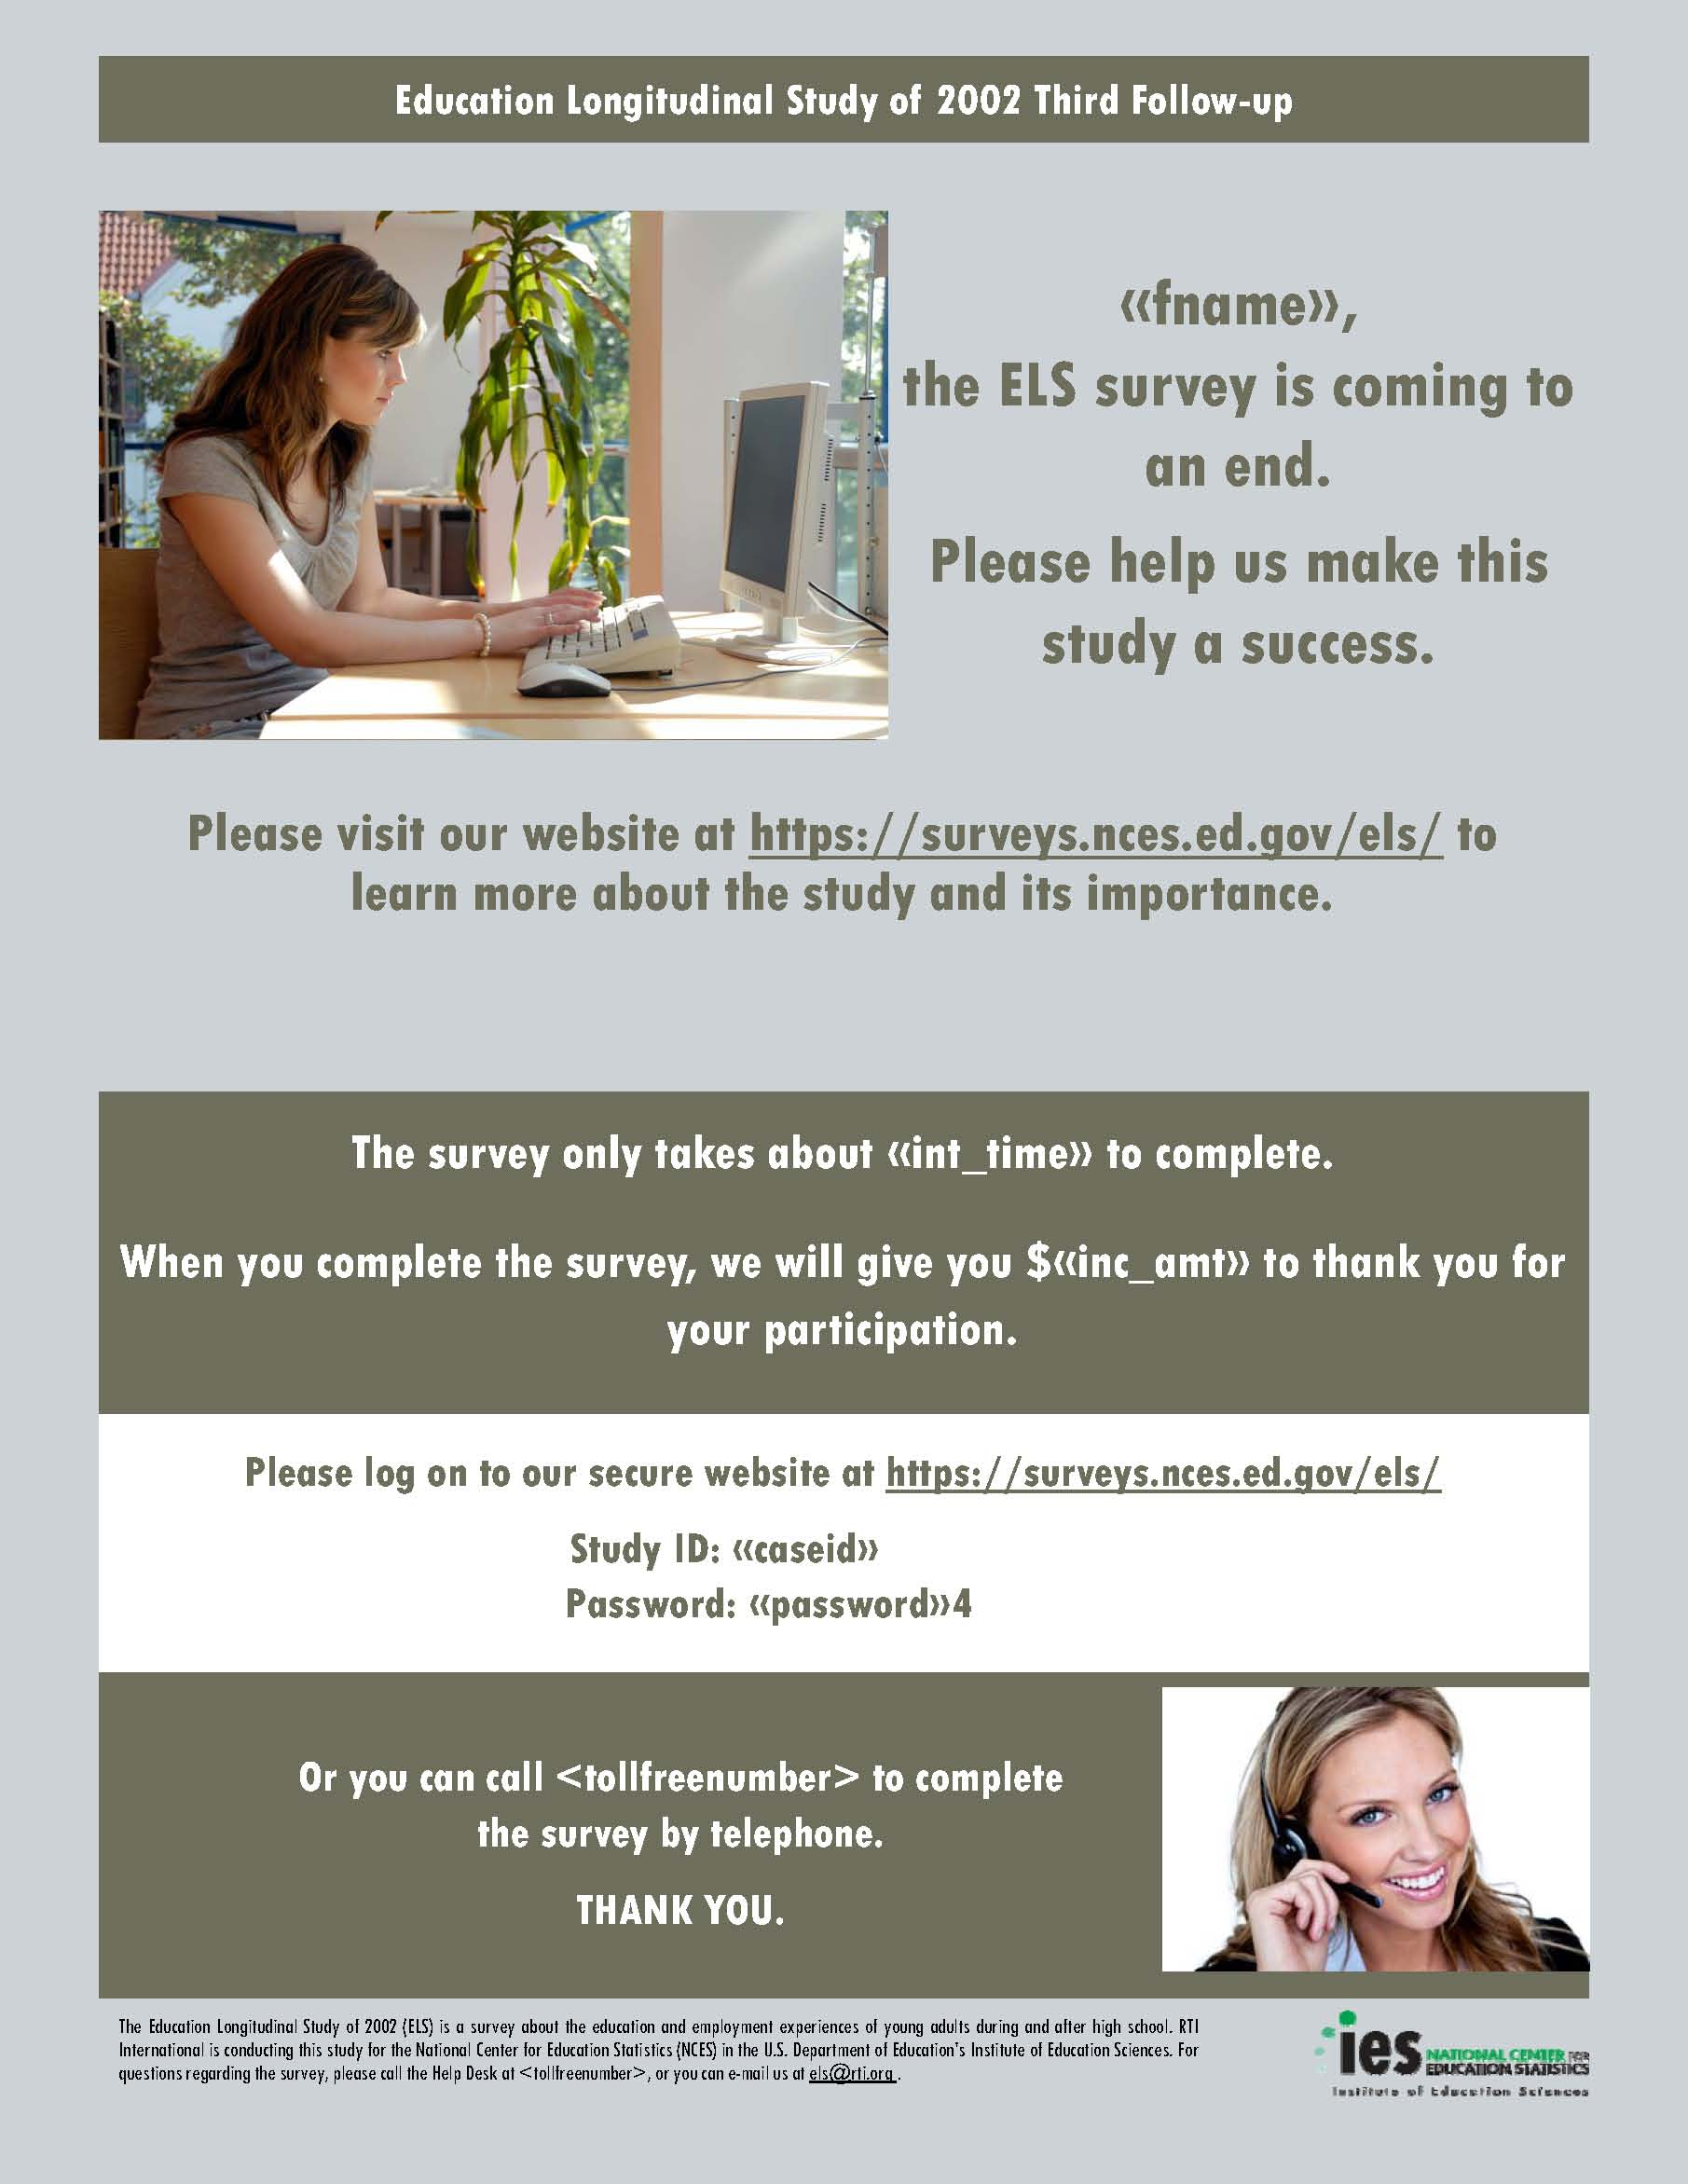 Education Longitudinal Study of 2002 Third Follow-up
«fname»,
the ELS survey is coming to
an end.
Please help us make this
study a success.
Please visit our website at https://surveys.nces.ed.gov/els/ to
learn more about the study and its importance.
The survey only takes about «int_time» to complete.
When you complete the survey, we will give you $«inc_amt» to thank you for
your participation.
Please log on to our secure website at https://surveys.nces.ed.gov/els/
Study ID: «caseid»
Password: «password»4
Or you can call <tollfreenumber> to complete
the survey by telephone.
THANK YOU.
The Education Longitudinal Study of 2002 (ELS) is a survey about the education and employment experiences of young adults during and after high school. RTI
International is conducting this study for the National Center for Education Statistics (NCES) in the U.S. Department of Education's Institute of Education Sciences. For
questions regarding the survey, please call the Help Desk at <tollfreenumber>, or you can e-mail us at els@rti.org .
ies NATIONAL CENTER FOR
EDUCATION STATISTICS
Institute of Education Sciences